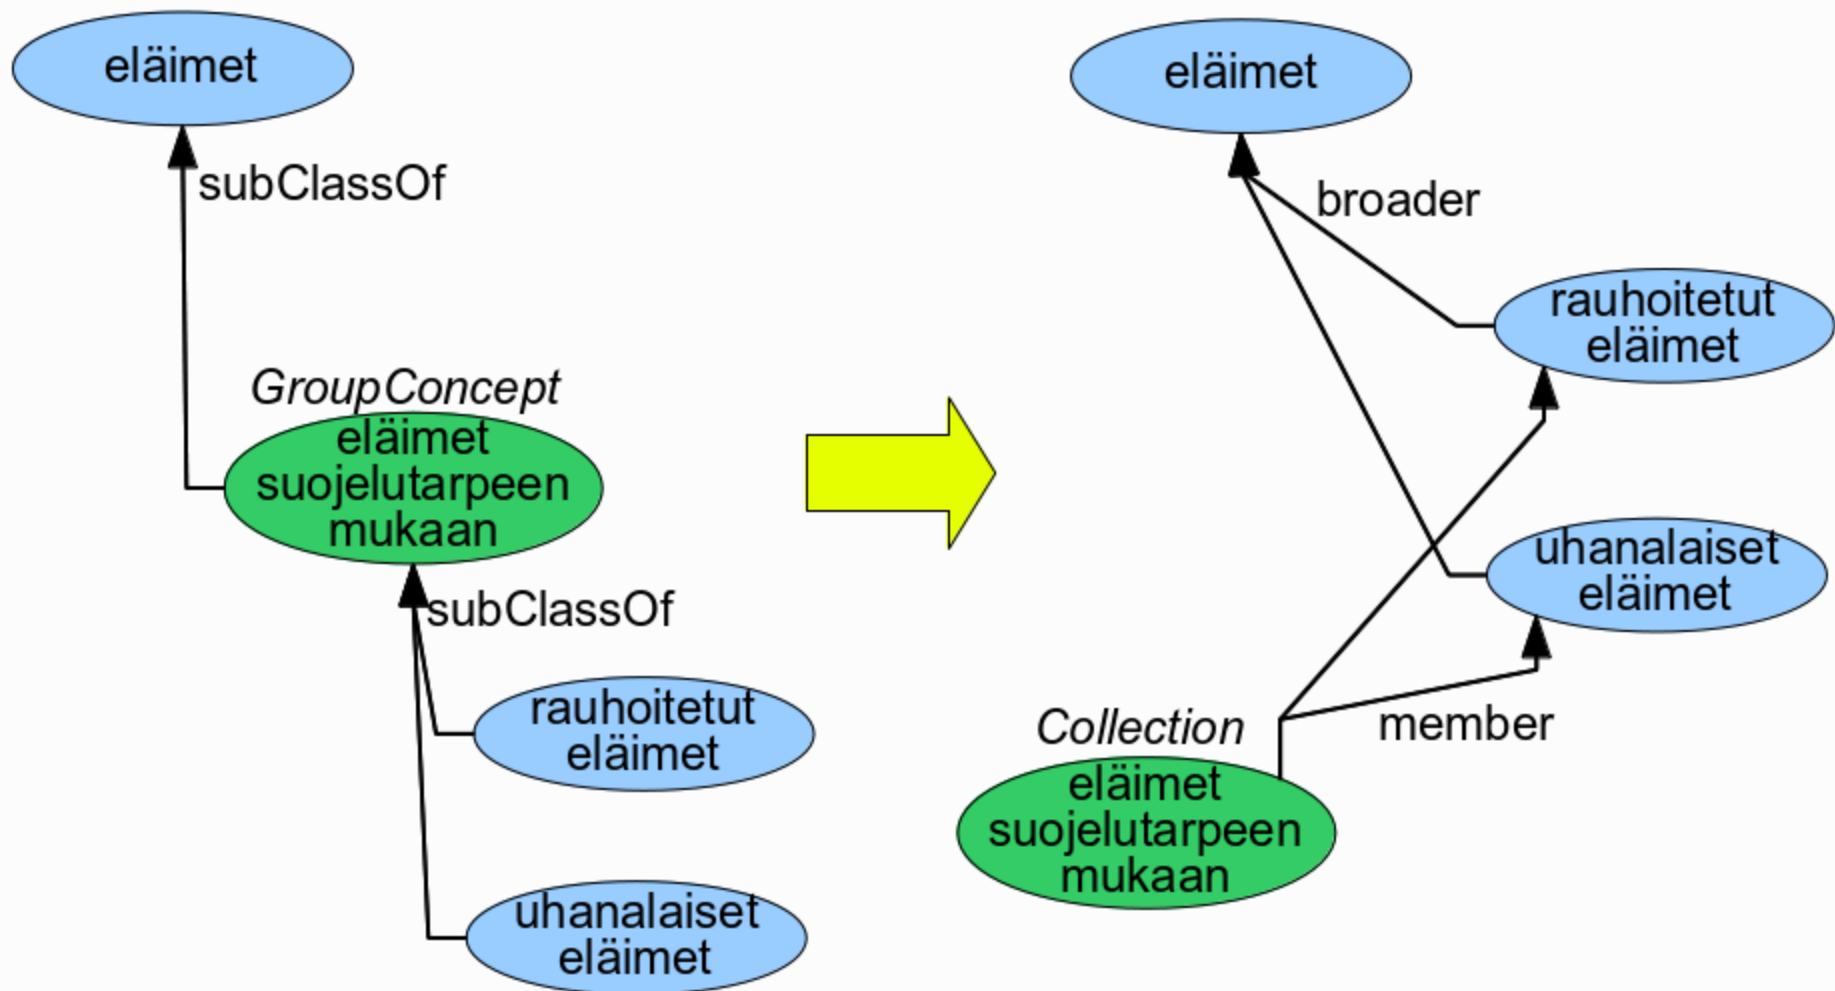 eläimet
subClassOf
GroupConcept
eläimet
suojelutarpeen
mukaan
subClassOf
rauhoitetut
eläimet
uhanalaiset
eläimet
eläimet
broader
rauhoitetut
eläimet
uhanalaiset
eläimet
member
Collection
eläimet
suojelutarpeen
mukaan